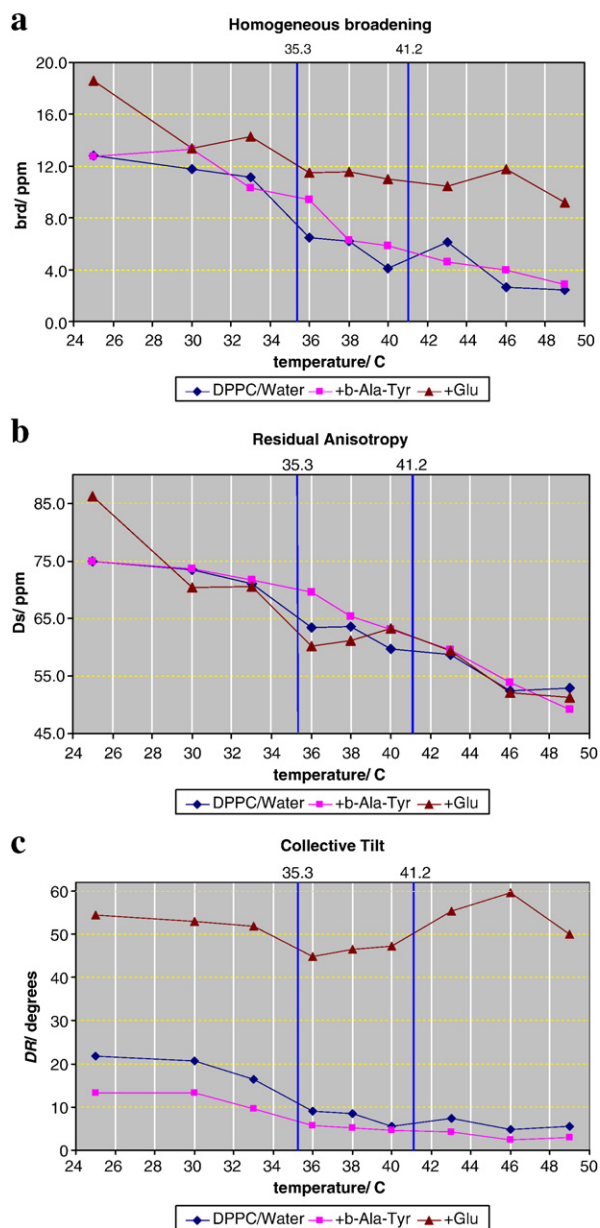 a
Homogeneous broadening
35.3 41.2
20.0
16.0
12.0
8.0
4.0
0.0
brd/ ppm
24 26 28 30 32 34 36 38 40 42 44 46 48 50
temperature/ C
DPPC/Water +b-Ala-Tyr +Glu
b
Residual Anisotropy
35.3 41.2
85.0
75.0
65.0
55.0
45.0
Ds/ ppm
24 26 28 30 32 34 36 38 40 42 44 46 48 50
temperature/ C
DPPC/Water +b-Ala-Tyr +Glu
c
Collective Tilt
35.3 41.2
60
50
40
30
20
10
0
DR/ degrees
24 26 28 30 32 34 36 38 40 42 44 46 48 50
temperature/ C
DPPC/Water +b-Ala-Tyr +Glu